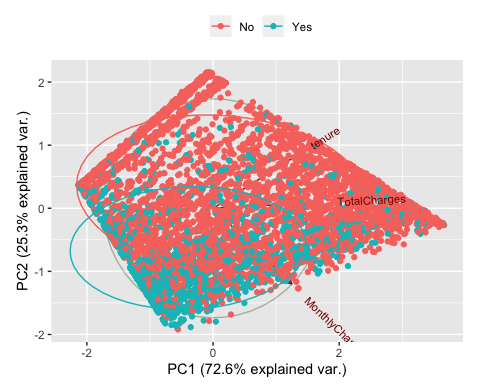 No Yes
PC2 (25.3% explained var.)
2
1
0
-1
-2
tenure
TotalCharges
MonthlyChar
-2 0 2
PC1 (72.6% explained var.)